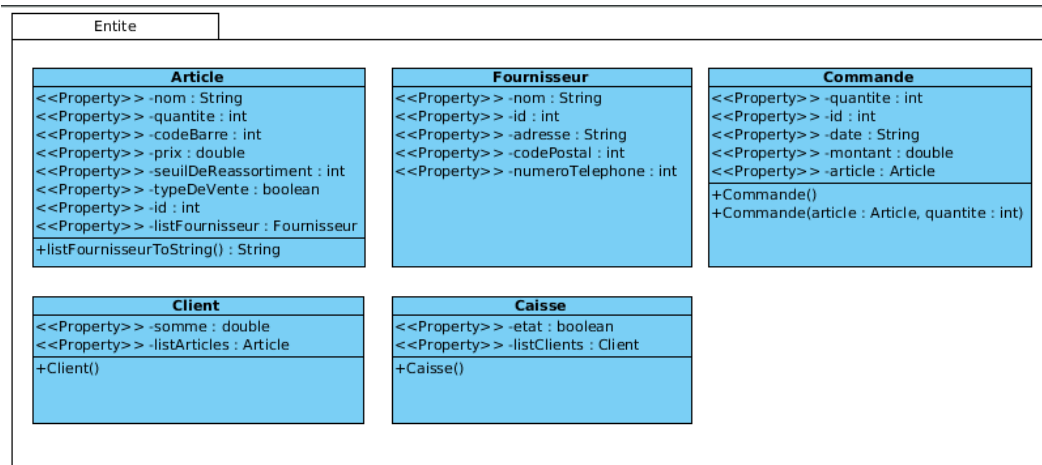 Entite
Article
<<Property>> -nom : String
<<Property>> -quantite : int
<<Property>> -codeBarre : int
<<Property>> -prix : double
<<Property>> -seuilDeReassortiment : int
<<Property>> -typeDeVente : boolean
<<Property>> -id : int
<<Property>> -listFournisseur : Fournisseur
+listFournisseurToString() : String
Fournisseur
<<Property>> -nom : String
<<Property>> -id : int
<<Property>> -adresse : String
<<Property>> -codePostal : int
<<Property>> -numeroTelephone : int
Commande
<<Property>> -quantite : int
<<Property>> -id : int
<<Property>> -date : String
<<Property>> -montant : double
<<Property>> -article : Article
+Commande()
+Commande(article : Article, quantite : int)
Client
<<Property>> -somme : double
<<Property>> -listArticles : Article
+Client()
Caisse
<<Property>> -etat : boolean
<<Property>> -listClients : Client
+Caisse()